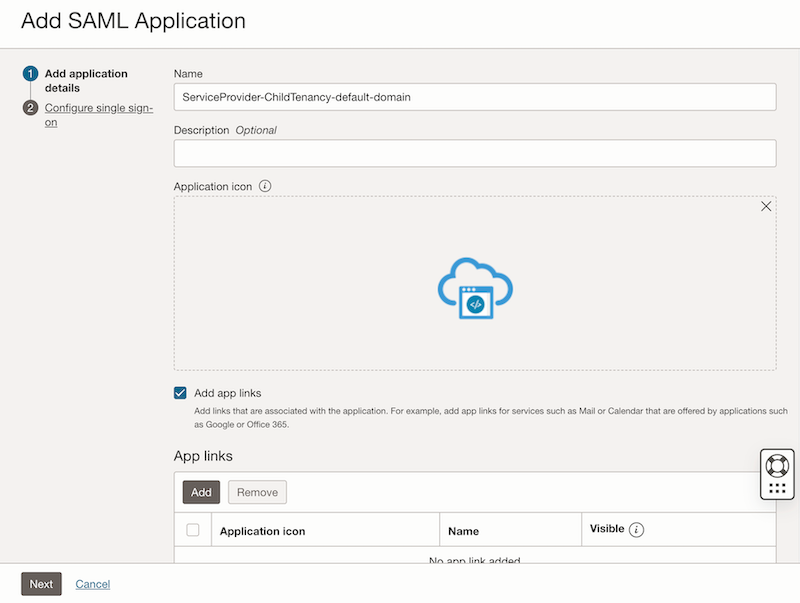 Add SAML Application
1 Add application
details
2 Configure single sign-
on
Name
ServiceProvider-ChildTenancy-default-domain
Description Optional
Application icon i
</>
Add app links
Add links that are associated with the application. For example, add app links for services such as Mail or Calendar that are offered by applications such
as Google or Office 365.
App links
Add Remove
Application icon Name Visible i
No app link added
Next Cancel